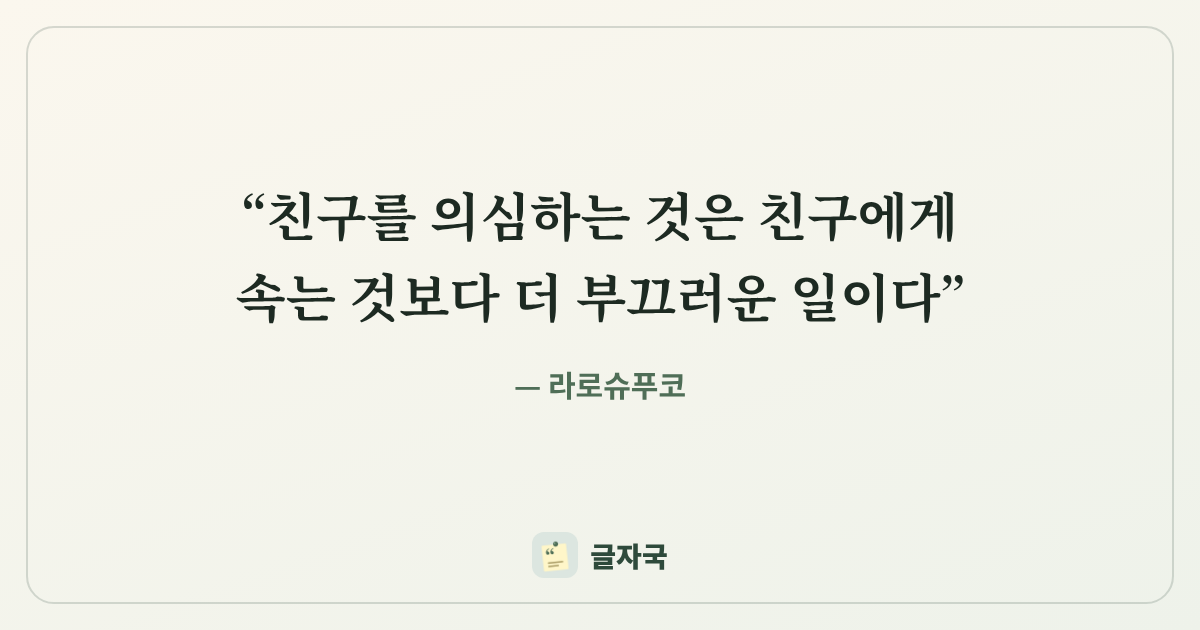 “친구를 의심하는 것은 친구에게
속는 것보다 더 부끄러운 일이다”
— 라로슈푸코
글자국